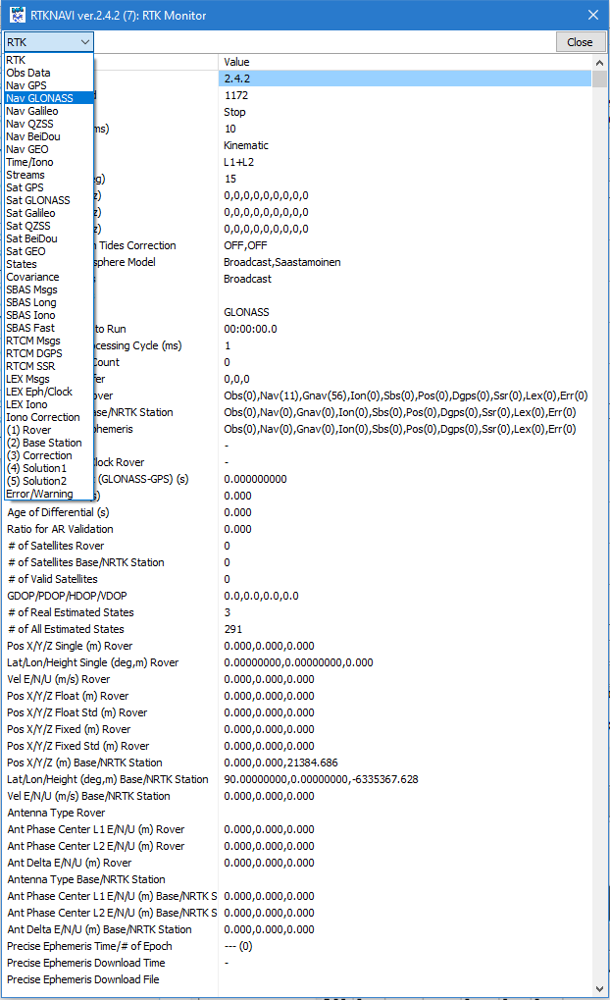 RTKNAVI ver.2.4.2 (7): RTK Monitor
RTK
Close
Value
RTK
Obs Data
Nav GPS
Nav GLONASS
Nav Galileo
Nav QZSS
Nav BeiDou
Nav GEO
Time/Iono
Streams
Sat GPS
Sat GLONASS
Sat Galileo
Sat QZSS
Sat BeiDou
Sat GEO
States
Covariance
SBAS Msgs
SBAS Long
SBAS Iono
SBAS Fast
RTCM Msgs
RTCM DGPS
RTCM SSR
LEX Msgs
LEX Eph/Clock
LEX Iono
Iono Correction
(1) Rover
(2) Base Station
(3) Correction
(4) Solution1
(5) Solution2
Error/Warning
2.4.2
d 1172
Stop
ms) 10
Kinematic
L1+L2
eg) 15
z) 0,0,0,0,0,0,0,0,0
z) 0,0,0,0,0,0,0,0,0
z) 0,0,0,0,0,0,0,0,0
Tides Correction OFF,OFF
sphere Model Broadcast,Saastamoinen
s Broadcast
GLONASS
to Run 00:00:00.0
ocessing Cycle (ms) 1
Count 0
fer 0,0,0
over Obs(0),Nav(11),Gnav(56),Ion(0),Sbs(0),Pos(0),Dgps(0),Ssr(0),Lex(0),Err(0)
ase/NRTK Station Obs(0),Nav(0),Gnav(0),Ion(0),Sbs(0),Pos(0),Dgps(0),Ssr(0),Lex(0),Err(0)
phemeris Obs(0),Nav(0),Gnav(0),Ion(0),Sbs(0),Pos(0),Dgps(0),Ssr(0),Lex(0),Err(0)
-
Clock Rover -
(GLONASS-GPS) (s) 0.000000000
s) 0.000
Age of Differential (s) 0.000
Ratio for AR Validation 0.000
# of Satellites Rover 0
# of Satellites Base/NRTK Station 0
# of Valid Satellites 0
GDOP/PDOP/HDOP/VDOP 0.0,0.0,0.0,0.0
# of Real Estimated States 3
# of All Estimated States 291
Pos X/Y/Z Single (m) Rover 0.000,0.000,0.000
Lat/Lon/Height Single (deg,m) Rover 0.00000000,0.00000000,0.000
Vel E/N/U (m/s) Rover 0.000,0.000,0.000
Pos X/Y/Z Float (m) Rover 0.000,0.000,0.000
Pos X/Y/Z Float Std (m) Rover 0.000,0.000,0.000
Pos X/Y/Z Fixed (m) Rover 0.000,0.000,0.000
Pos X/Y/Z Fixed Std (m) Rover 0.000,0.000,0.000
Pos X/Y/Z (m) Base/NRTK Station 0.000,0.000,21384.686
Lat/Lon/Height (deg,m) Base/NRTK Station 90.00000000,0.00000000,-6335367.628
Vel E/N/U (m/s) Base/NRTK Station 0.000,0.000,0.000
Antenna Type Rover
Ant Phase Center L1 E/N/U (m) Rover 0.000,0.000,0.000
Ant Phase Center L2 E/N/U (m) Rover 0.000,0.000,0.000
Ant Delta E/N/U (m) Rover 0.000,0.000,0.000
Antenna Type Base/NRTK Station
Ant Phase Center L1 E/N/U (m) Base/NRTK S 0.000,0.000,0.000
Ant Phase Center L2 E/N/U (m) Base/NRTK S 0.000,0.000,0.000
Ant Delta E/N/U (m) Base/NRTK Station 0.000,0.000,0.000
Precise Ephemeris Time/# of Epoch --- (0)
Precise Ephemeris Download Time -
Precise Ephemeris Download File